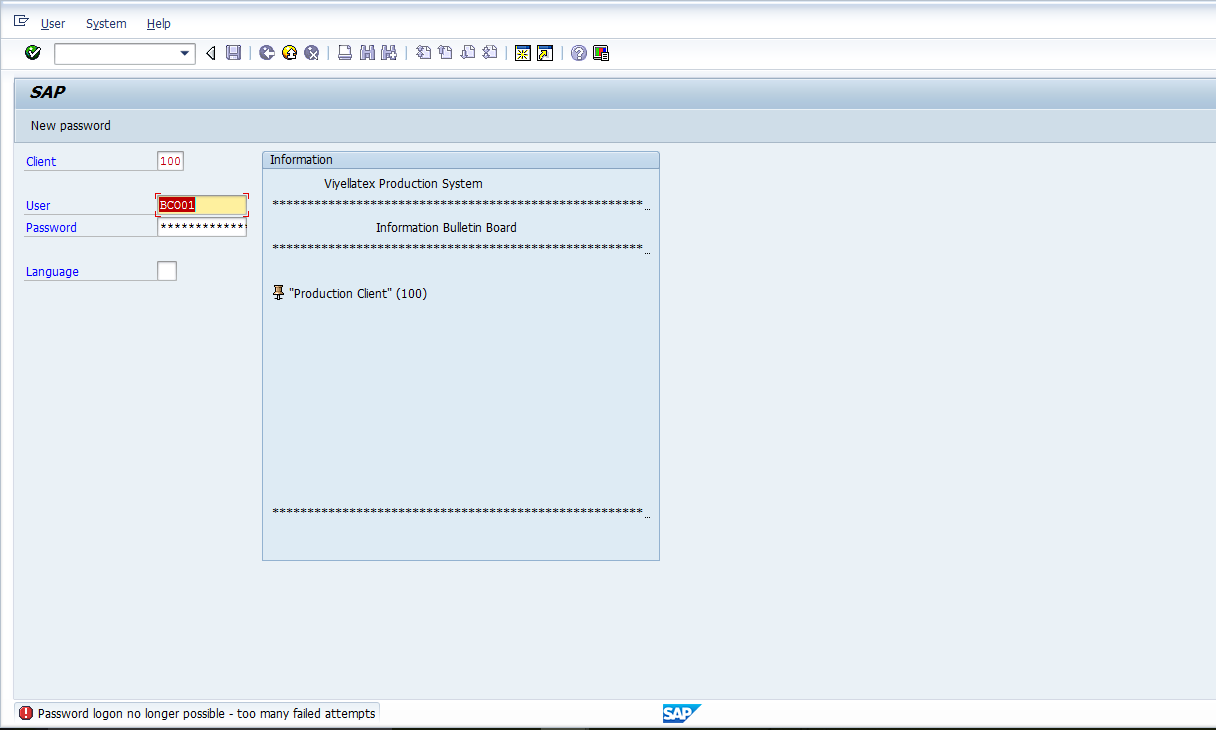 User System Help
SAP
New password
Client 100
Information
Viyellatex Production System
*****************************************************...
User BCO01
Information Bulletin Board
Password *************
*****************************************************...
Language
"Production Client" (100)
*****************************************************...
Password logon no longer possible - too many failed attempts
SAP